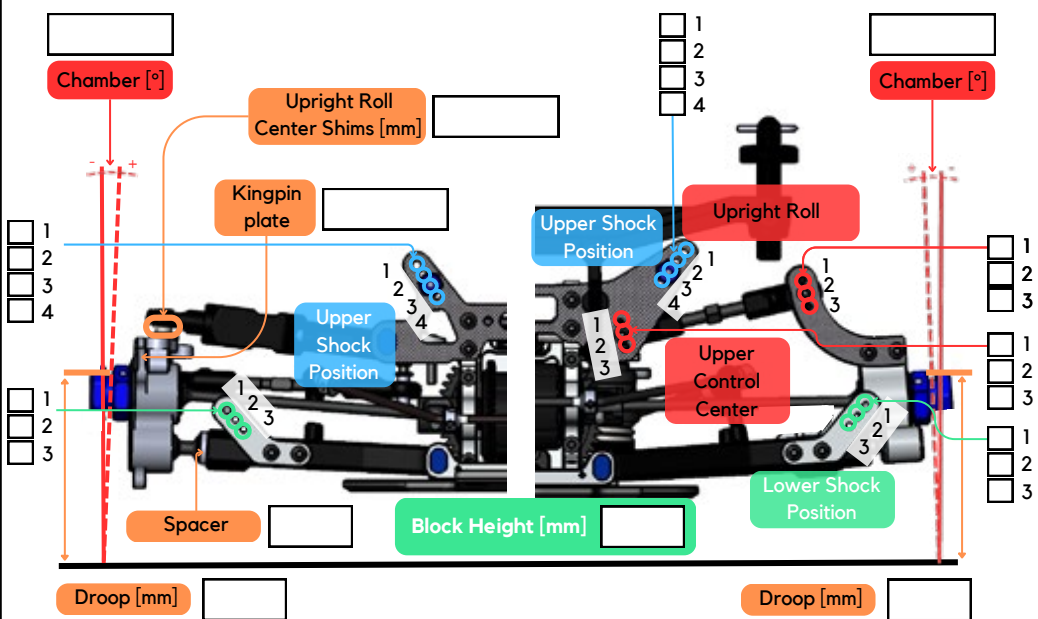 1
2
3
4
Chamber [°]
Chamber [°]
Upright Roll
Center Shims [mm]
- +
+ -
Kingpin
plate
Upper Shock
Position
Upright Roll
1
2
3
4
1
2
3
4
1
2
3
4
1
2
3
1
2
3
Upper
Shock
Position
1
2
3
Upper
Control
Center
1
2
3
1
2
3
1
2
3
1
2
3
1
2
3
Spacer
Block Height [mm]
Lower Shock
Position
Droop [mm]
Droop [mm]